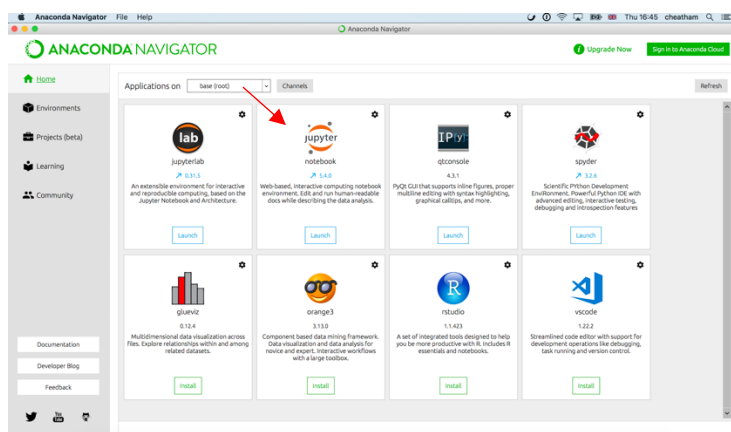 Anaconda Navigator File Help
Thu 16:45 cheatham
Anaconda Navigator
ANACONDA NAVIGATOR
Upgrade Now
Sign in to Anaconda Cloud
Home
Environments
Projects (beta)
Learning
Community
Documentation
Developer Blog
Feedback
You
Tube
Applications on base (root) Channels
Refresh
lab
jupyterlab
0.31.5
An extensible environment for interactive
and reproducible computing, based on the
Jupyter Notebook and Architecture.
Launch
jupyter
notebook
5.4.0
Web-based, interactive computing notebook
environment. Edit and run human-readable
docs while describing the data analysis.
Launch
IP[y]:
qtconsole
4.3.1
PyQt GUI that supports inline figures, proper
multiline editing with syntax highlighting,
graphical calltips, and more.
Launch
spyder
3.2.6
Scientific PYthon Development
EnviRonment. Powerful Python IDE with
advanced editing, interactive testing,
debugging and introspection features
Launch
glueviz
0.12.4
Multidimensional data visualization across
files. Explore relationships within and among
related datasets.
Install
orange3
3.13.0
Component based data mining framework.
Data visualization and data analysis for
novice and expert. Interactive workflows
with a large toolbox.
Install
R
rstudio
1.1.423
A set of integrated tools designed to help
you be more productive with R. Includes R
essentials and notebooks.
Install
vscode
1.22.2
Streamlined code editor with support for
development operations like debugging,
task running and version control.
Install